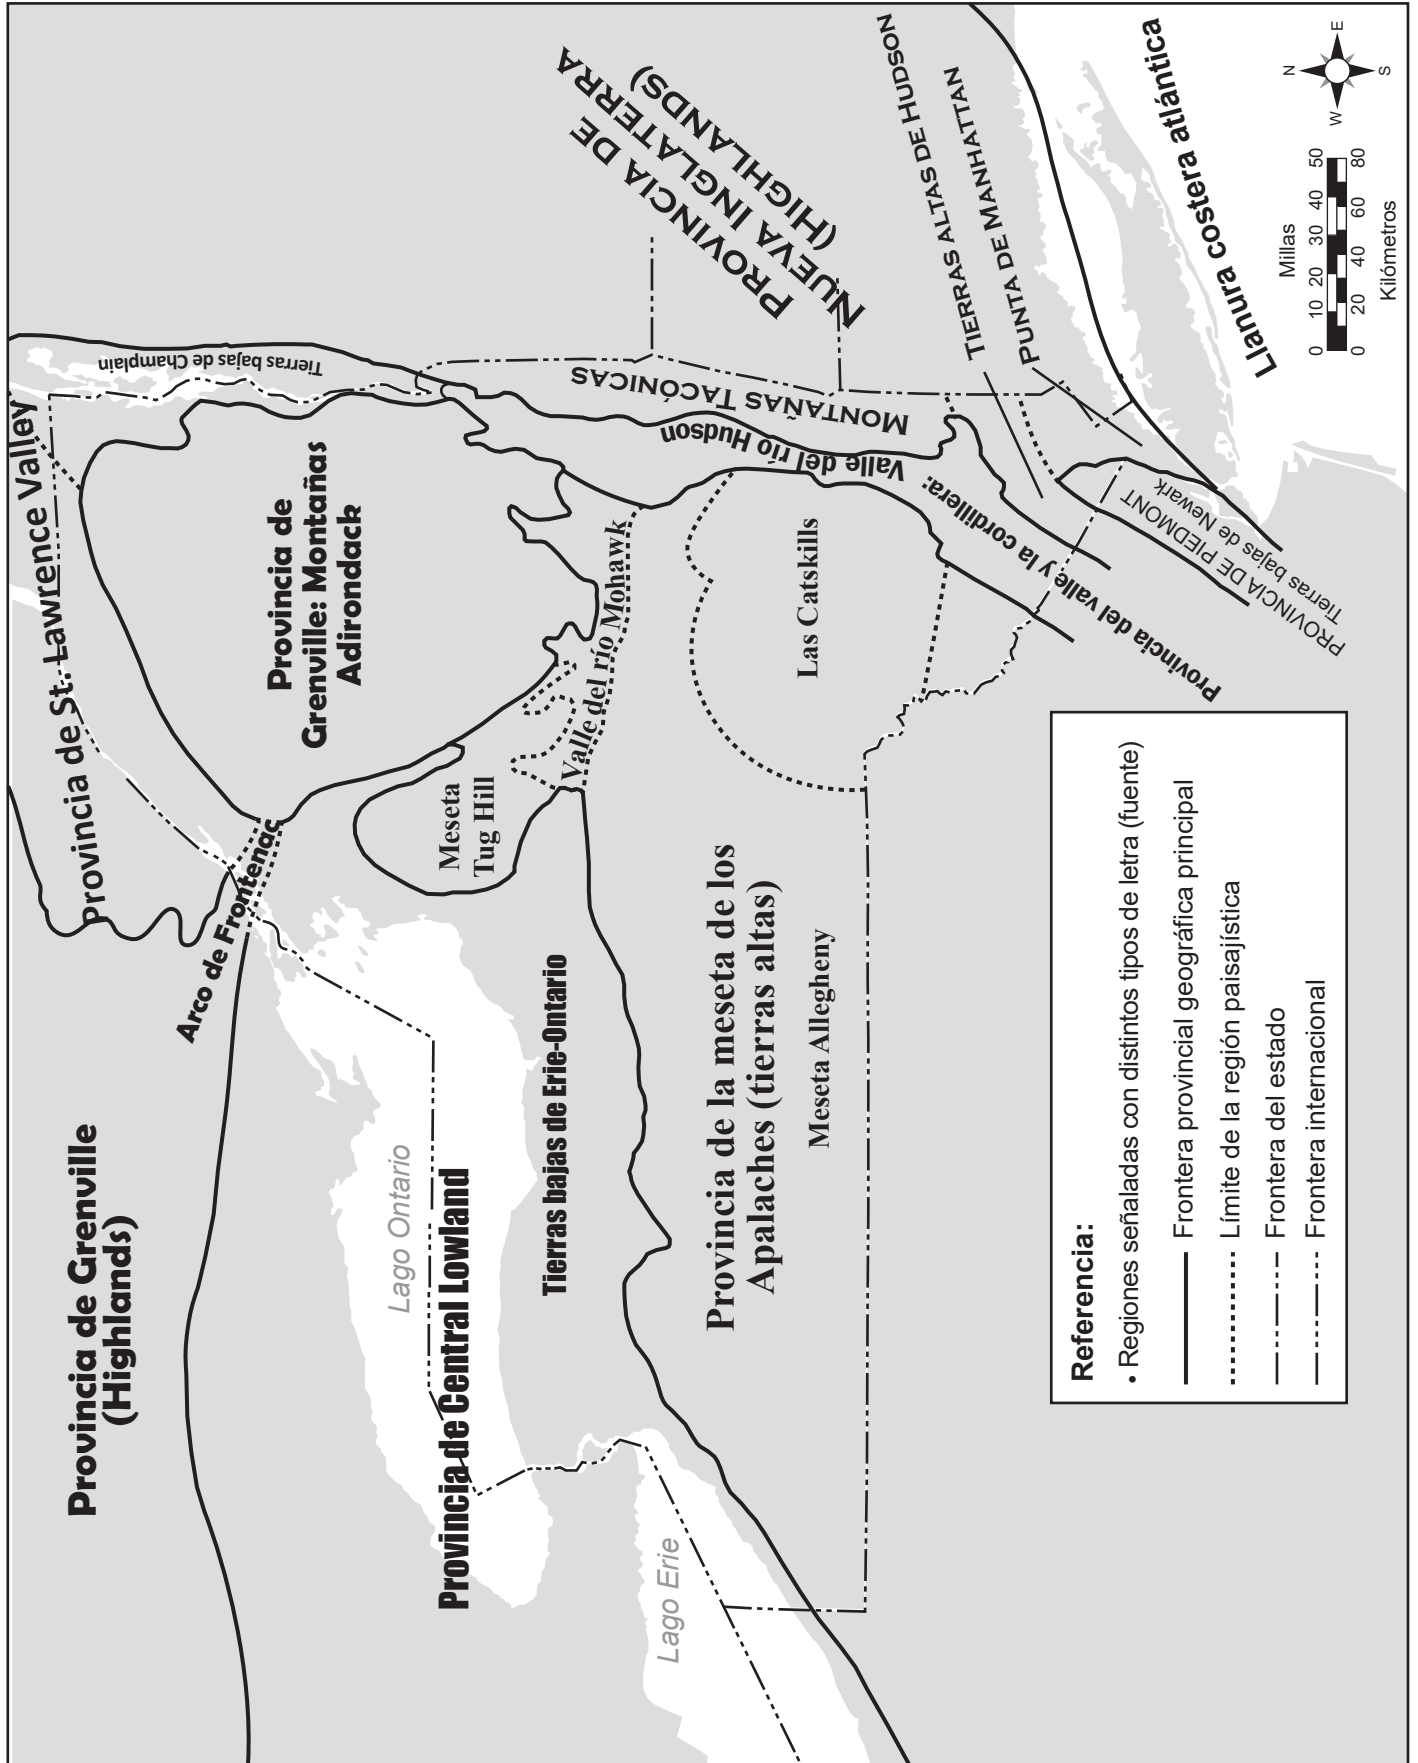 Provincia de Grenville
(Highlands)
Provincia de St. Lawrence Valley
Arco de Frontenac
Provincia de
Grenville: Montañas
Adirondack
Tierras bajas de Champlain
Lago Ontario
Provincia de Central Lowland
Meseta
Tug Hill
Valle del río Mohawk
Tierras bajas de Erie-Ontario
Lago Erie
Provincia de la meseta de los
Apalaches (tierras altas)
Meseta Allegheny
Las Catskills
Valle del río Hudson
MONTAÑAS TACÓNICAS
PROVINCIA DE
NUEVA INGLATERRA
(HIGHLANDS)
TIERRAS ALTAS DE HUDSON
PUNTA DE MANHATTAN
Provincia del valle y la cordillera:
PROVINCIA DE PIEDMONT
Tierras bajas de Newark
Llanura costera atlántica
Referencia:
• Regiones señaladas con distintos tipos de letra (fuente)
Frontera provincial geográfica principal
Límite de la región paisajística
Frontera del estado
Frontera internacional
N
W
E
S
Millas
0 10 20 30 40 50
0 20 40 60 80
Kilómetros